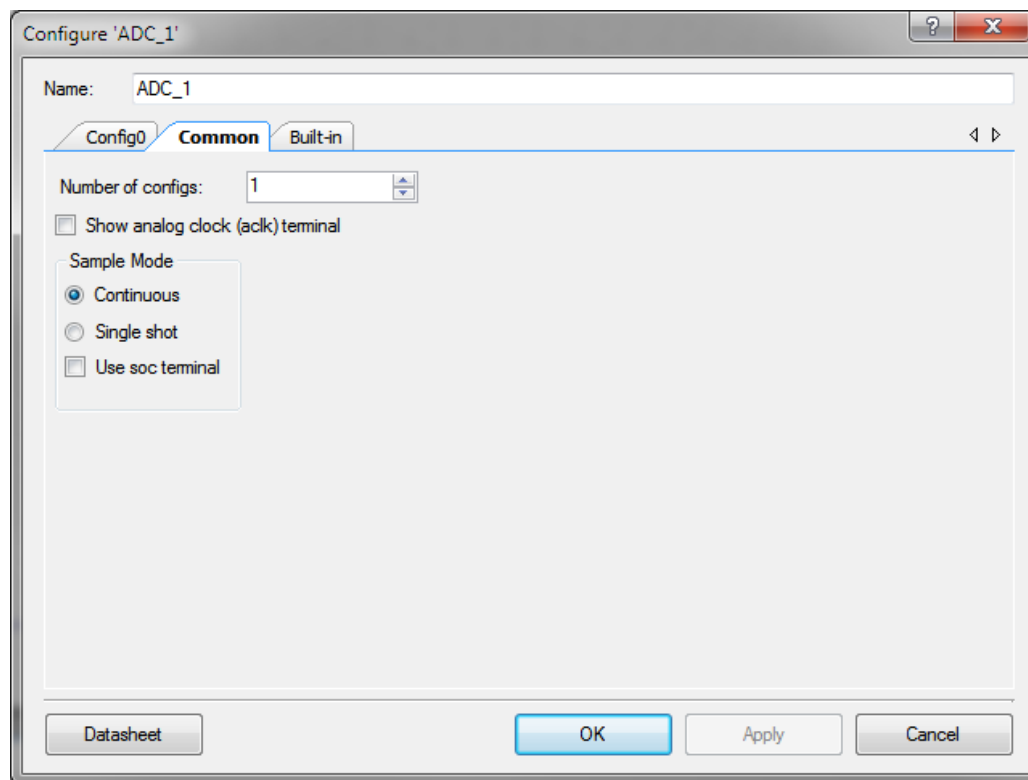 Configure 'ADC_1'
Name: ADC_1
Config0 Common Built-in
Number of configs: 1
Show analog clock (aclk) terminal
Sample Mode
Continuous
Single shot
Use soc terminal
Datasheet OK Apply Cancel